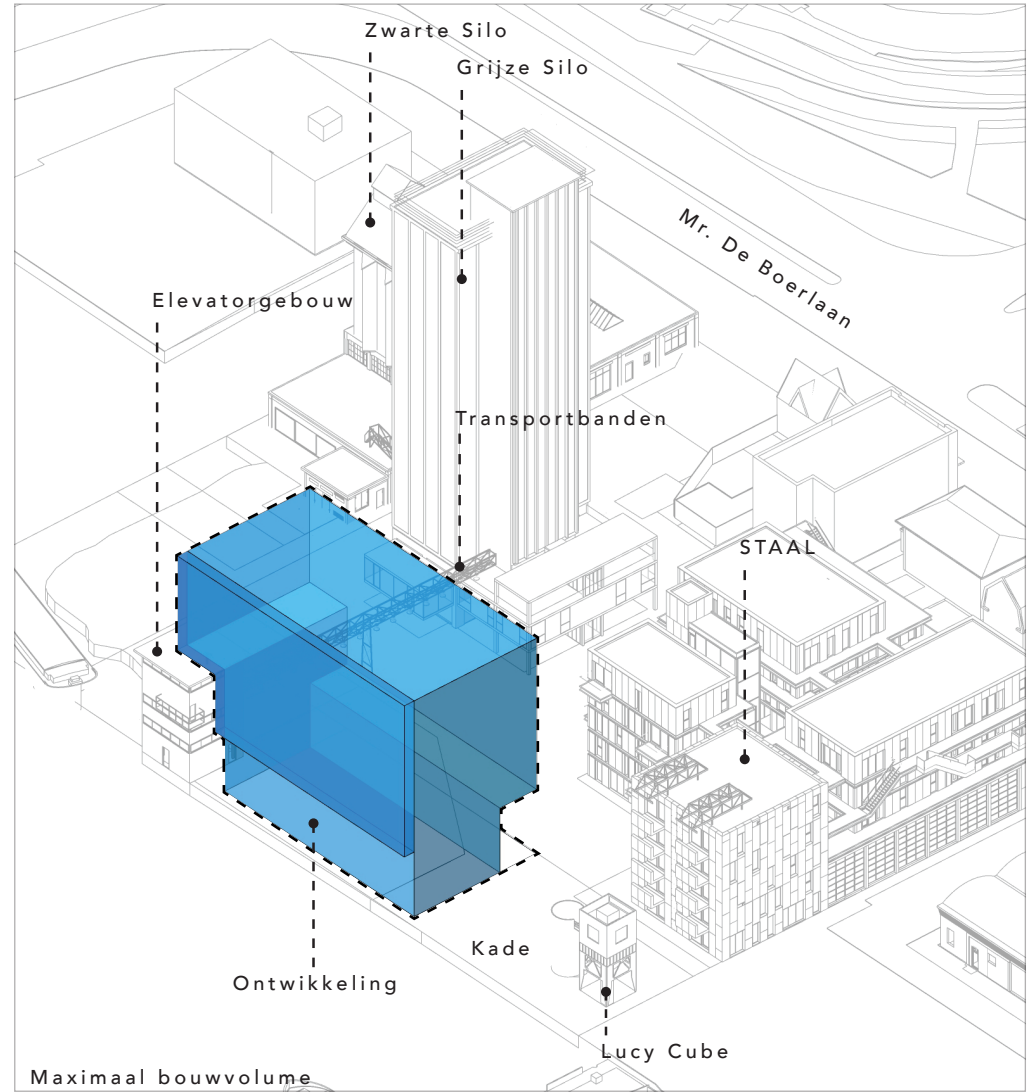 Zwarte Silo
Grijze Silo
Mr. De Boerlaan
Elevatorgebouw
Transportbanden
STAAL
Kade
Ontwikkeling
Lucy Cube
Maximaal bouwvolume